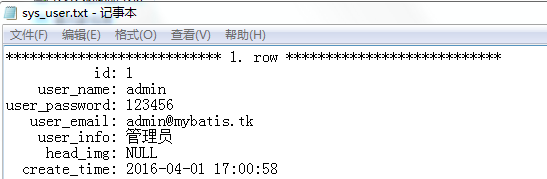 sys_user.txt - 记事本
文件(F) 编辑(E) 格式(O) 查看(V) 帮助(H)
*************************** 1. row ***************************
id: 1
user_name: admin
user_password: 123456
user_email: admin@mybatis.tk
user_info: 管理员
head_img: NULL
create_time: 2016-04-01 17:00:58